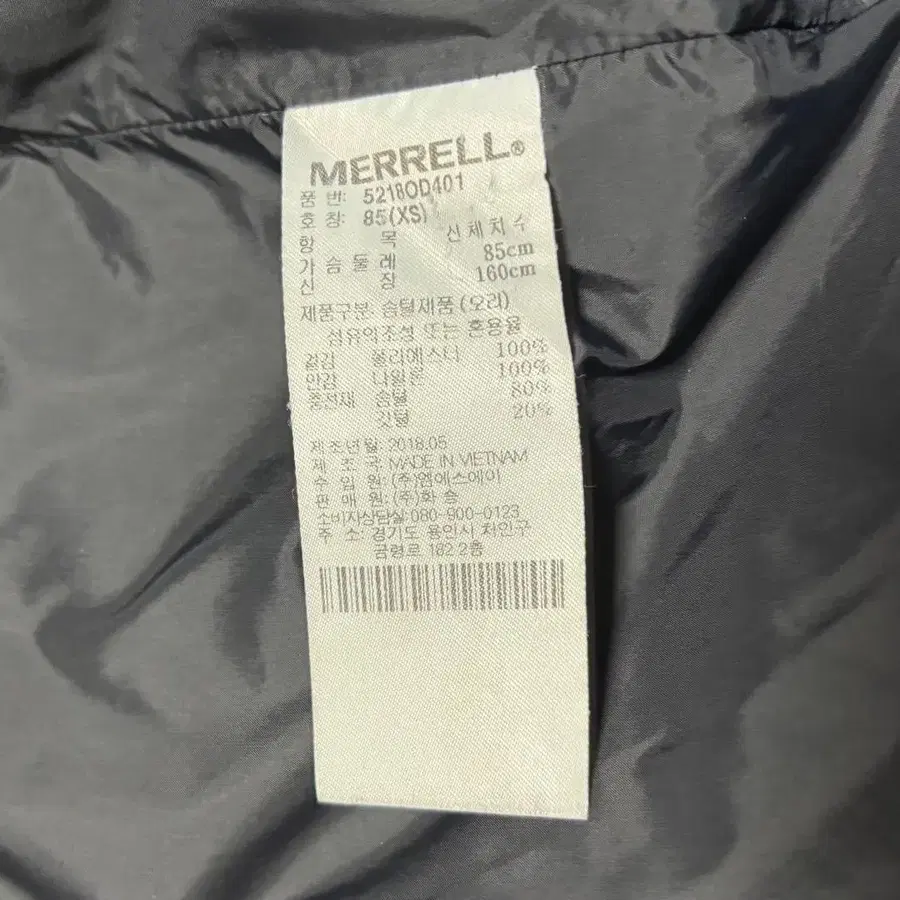 MERRELL®
품 번: 5218OD401
호 칭: 85(XS)
항 목 신체치수
가슴둘레 85cm
신 장 160cm
제품구분: 솜털제품 (오리)
섬유의조성 또는 혼용율
겉감 폴리에스터 100%
안감 나일론 100%
충전재 솜털 80%
깃털 20%
제조년월: 2018.05
제 조 국: MADE IN VIETNAM
수 입 원: (주)엠에스에이
판 매 원: (주)화 승
소비자상담실: 080-900-0123
주 소: 경기도 용인시 처인구
금령로 182.2층